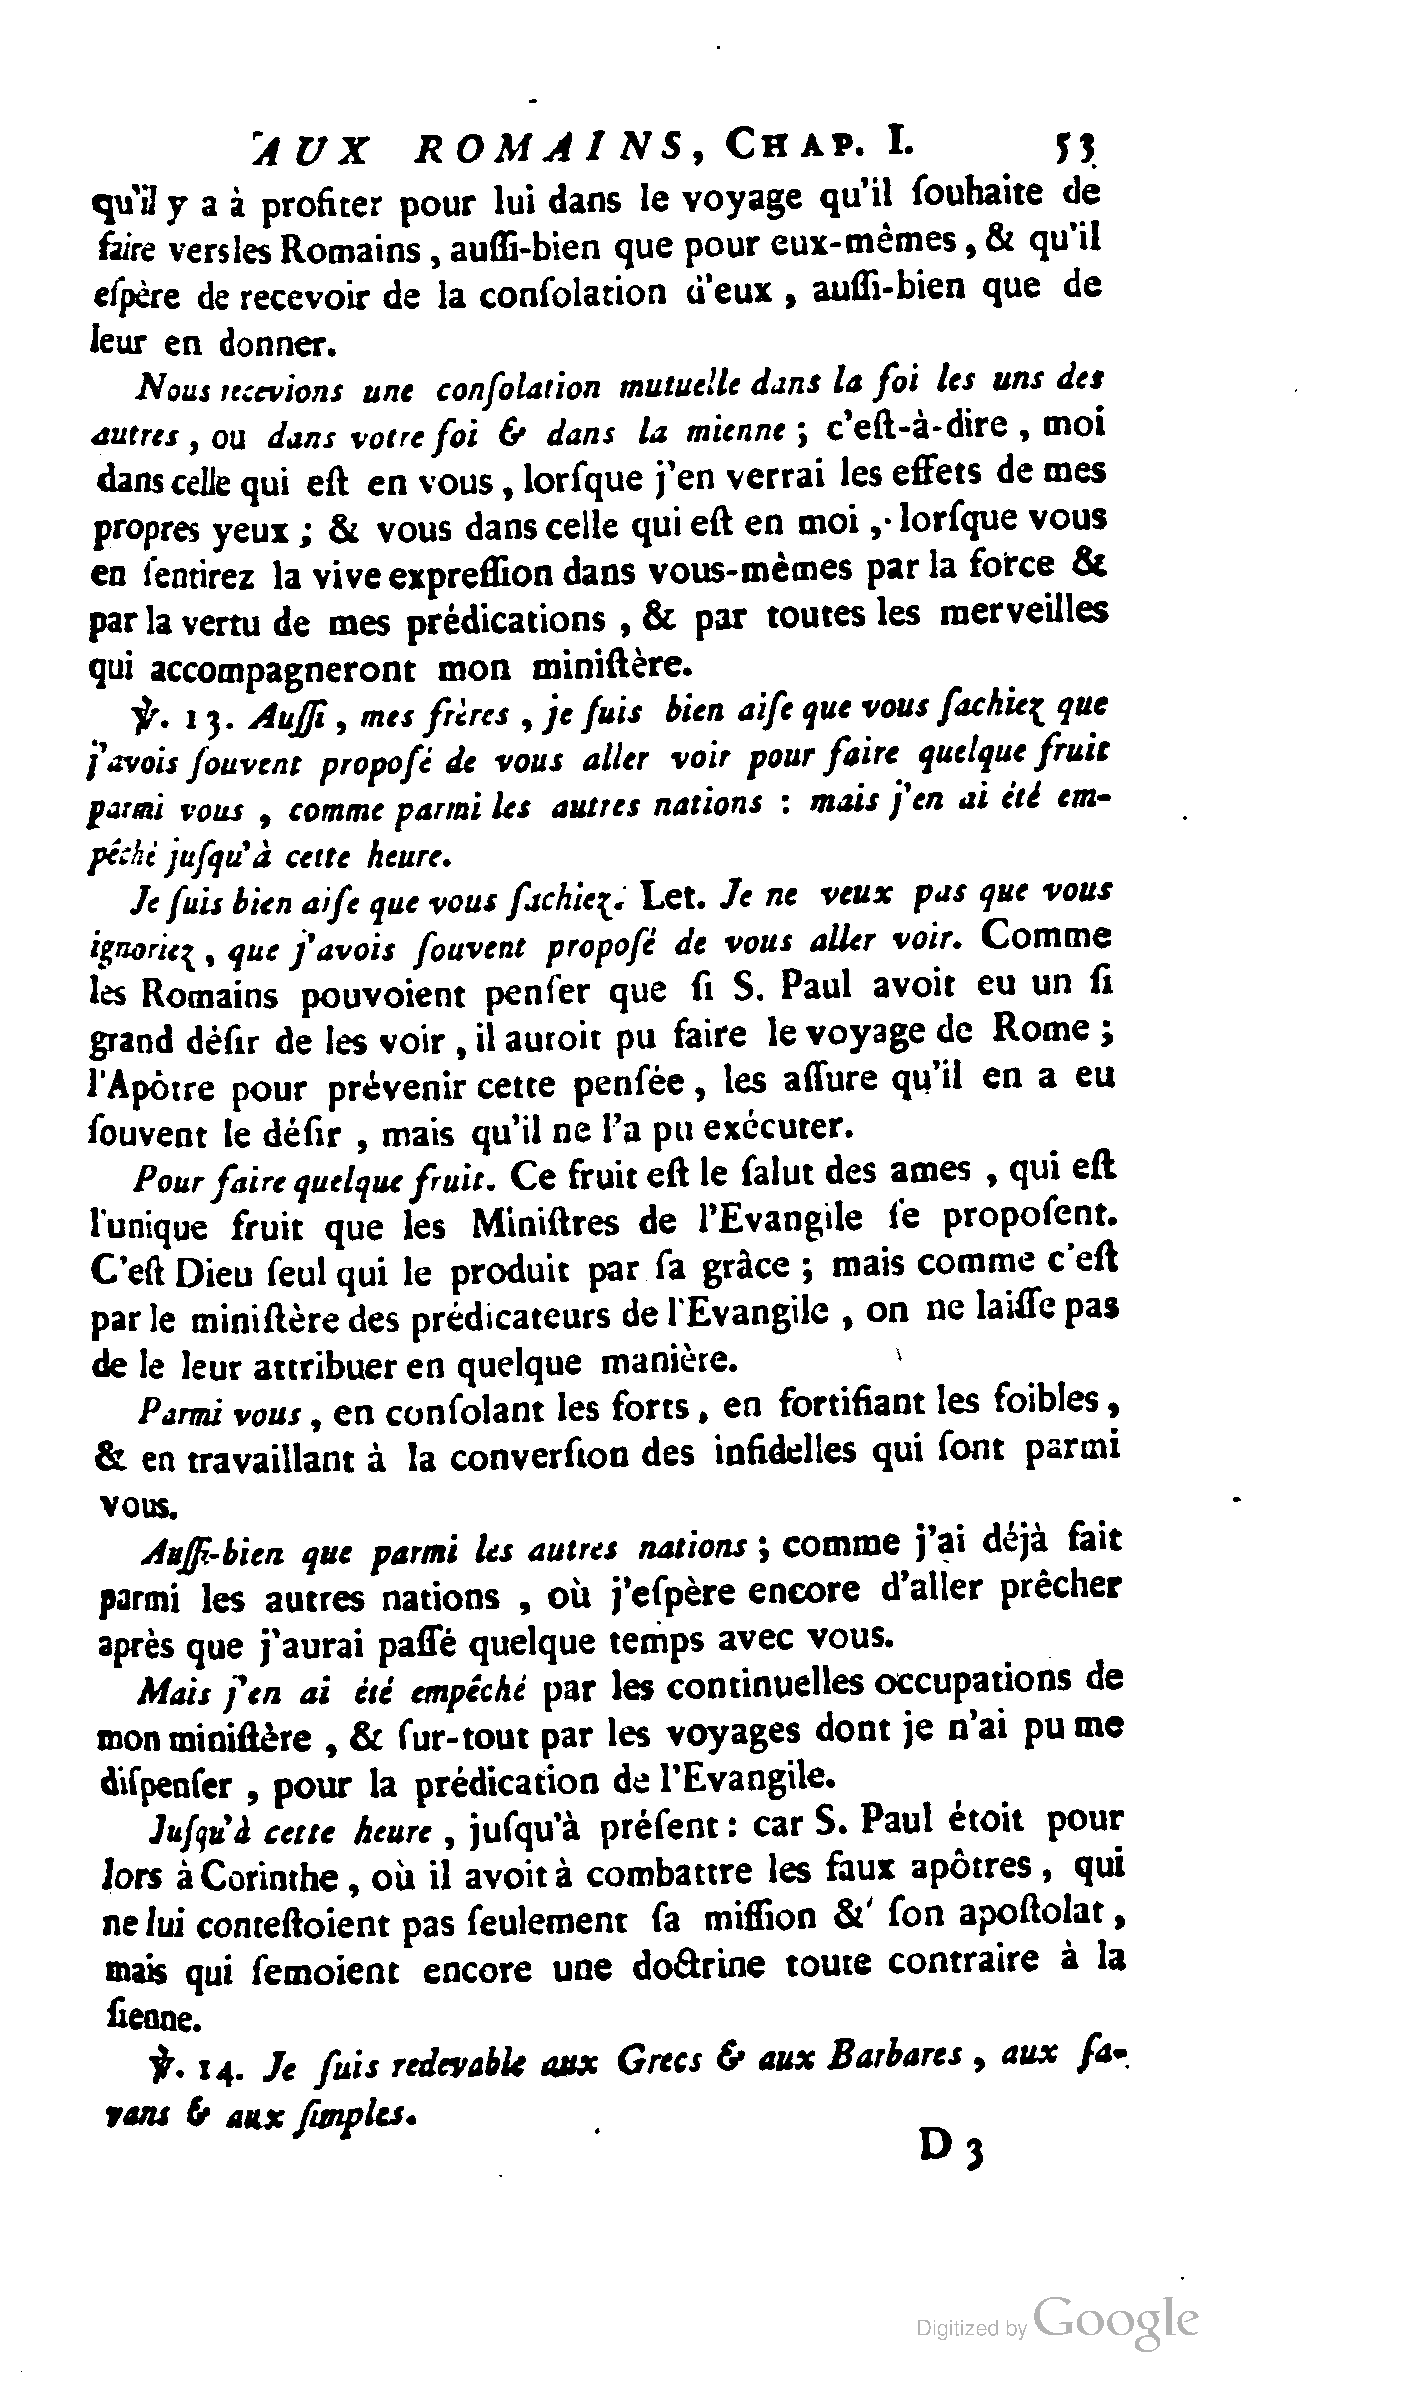 AUX ROMAINS, CHAP. I. 53
qu'il y a à profiter pour lui dans le voyage qu'il ſouhaite de
faire vers les Romains, auſſi-bien que pour eux-mêmes, & qu'il
eſpère de recevoir de la conſolation d'eux, auſſi-bien que de
leur en donner.
Nous recevions une conſolation mutuelle dans la foi les uns des
autres, ou dans votre foi & dans la mienne; c'eſt-à-dire, moi
dans celle qui eſt en vous, lorſque j'en verrai les effets de mes
propres yeux; & vous dans celle qui eſt en moi, lorſque vous
en ſentirez la vive expreſſion dans vous-mêmes par la force &
par la vertu de mes prédications, & par toutes les merveilles
qui accompagneront mon miniſtère.
℣. 13. Auſſi, mes frères, je ſuis bien aiſe que vous ſachiez que
j'avois ſouvent propoſé de vous aller voir pour faire quelque fruit
parmi vous, comme parmi les autres nations : mais j'en ai été em-
pêché juſqu'à cette heure.
Je ſuis bien aiſe que vous ſachiez. Let. Je ne veux pas que vous
ignoriez, que j'avois ſouvent propoſé de vous aller voir. Comme
les Romains pouvoient penſer que ſi S. Paul avoit eu un ſi
grand déſir de les voir, il auroit pu faire le voyage de Rome;
l'Apôtre pour prévenir cette penſée, les aſſure qu'il en a eu
ſouvent le déſir, mais qu'il ne l'a pu exécuter.
Pour faire quelque fruit. Ce fruit eſt le ſalut des ames, qui eſt
l'unique fruit que les Miniſtres de l'Evangile ſe propoſent.
C'eſt Dieu ſeul qui le produit par ſa grâce; mais comme c'eſt
par le miniſtère des prédicateurs de l'Evangile, on ne laiſſe pas
de le leur attribuer en quelque manière.
Parmi vous, en conſolant les forts, en fortifiant les foibles,
& en travaillant à la converſion des infidelles qui ſont parmi
vous.
Auſſi-bien que parmi les autres nations; comme j'ai déjà fait
parmi les autres nations, où j'eſpère encore d'aller prêcher
après que j'aurai paſſé quelque temps avec vous.
Mais j'en ai été empêché par les continuelles occupations de
mon miniſtère, & ſur-tout par les voyages dont je n'ai pu me
diſpenſer, pour la prédication de l'Evangile.
Juſqu'à cette heure, juſqu'à préſent : car S. Paul étoit pour
lors à Corinthe, où il avoit à combattre les faux apôtres, qui
ne lui conteſtoient pas ſeulement ſa miſſion & ſon apoſtolat,
mais qui ſemoient encore une doctrine toute contraire à la
ſienne.
℣. 14. Je ſuis redevable aux Grecs & aux Barbares, aux ſa-
vans & aux ſimples.
D 3
Digitized by Google